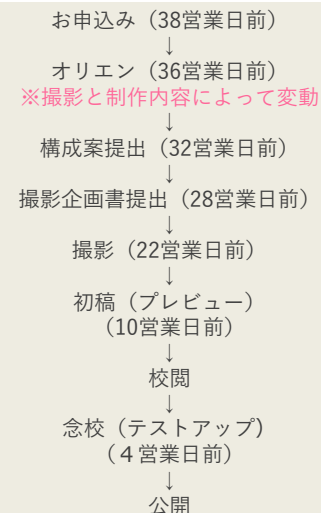 お申込み（38営業日前）
↓
オリエン（36営業日前）
※撮影と制作内容によって変動
↓
構成案提出（32営業日前）
↓
撮影企画書提出（28営業日前）
↓
撮影（22営業日前）
↓
初稿（プレビュー）
（10営業日前）
↓
校閲
↓
念校（テストアップ)
（４営業日前）
↓
公開